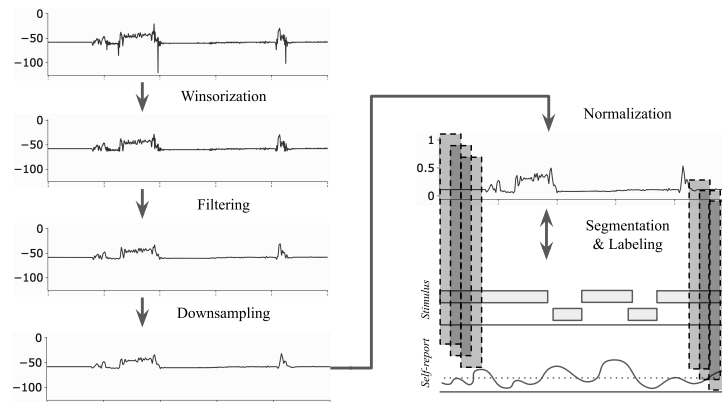 0
−50
−100
Winsorization
0
−50
−100
Filtering
0
−50
−100
Downsampling
0
−50
−100
Normalization
1
0.5
0
Segmentation
& Labeling
Stimulus
Self-report